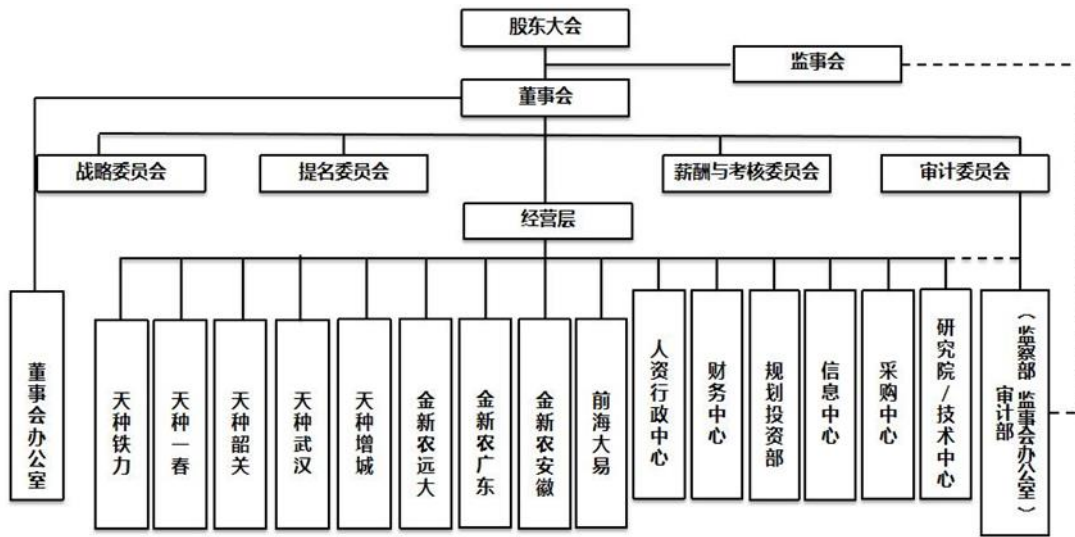 股东大会
监事会
董事会
战略委员会
提名委员会
薪酬与考核委员会
审计委员会
经营层
董事会办公室
天种铁力
天种一春
天种韶关
天种武汉
天种增城
金新农远大
金新农广东
金新农安徽
前海大易
人资行政中心
财务中心
规划投资部
信息中心
采购中心
研究院/技术中心
审计部
（监察部 监事会办公室）